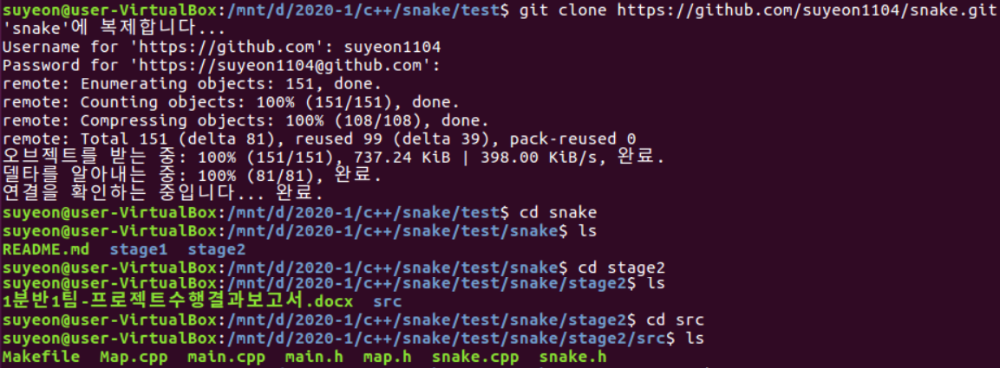 suyeon@user-VirtualBox:/mnt/d/2020-1/c++/snake/test$ git clone https://github.com/suyeon1104/snake.git
'snake'에 복제합니다...
Username for 'https://github.com': suyeon1104
Password for 'https://suyeon1104@github.com':
remote: Enumerating objects: 151, done.
remote: Counting objects: 100% (151/151), done.
remote: Compressing objects: 100% (108/108), done.
remote: Total 151 (delta 81), reused 99 (delta 39), pack-reused 0
오브젝트를 받는 중: 100% (151/151), 737.24 KiB | 398.00 KiB/s, 완료.
델타를 알아내는 중: 100% (81/81), 완료.
연결을 확인하는 중입니다... 완료.
suyeon@user-VirtualBox:/mnt/d/2020-1/c++/snake/test$ cd snake
suyeon@user-VirtualBox:/mnt/d/2020-1/c++/snake/test/snake$ ls
README.md  stage1  stage2
suyeon@user-VirtualBox:/mnt/d/2020-1/c++/snake/test/snake$ cd stage2
suyeon@user-VirtualBox:/mnt/d/2020-1/c++/snake/test/snake/stage2$ ls
1분반1팀-프로젝트수행결과보고서.docx  src
suyeon@user-VirtualBox:/mnt/d/2020-1/c++/snake/test/snake/stage2$ cd src
suyeon@user-VirtualBox:/mnt/d/2020-1/c++/snake/test/snake/stage2/src$ ls
Makefile  Map.cpp  main.cpp  main.h  map.h  snake.cpp  snake.h